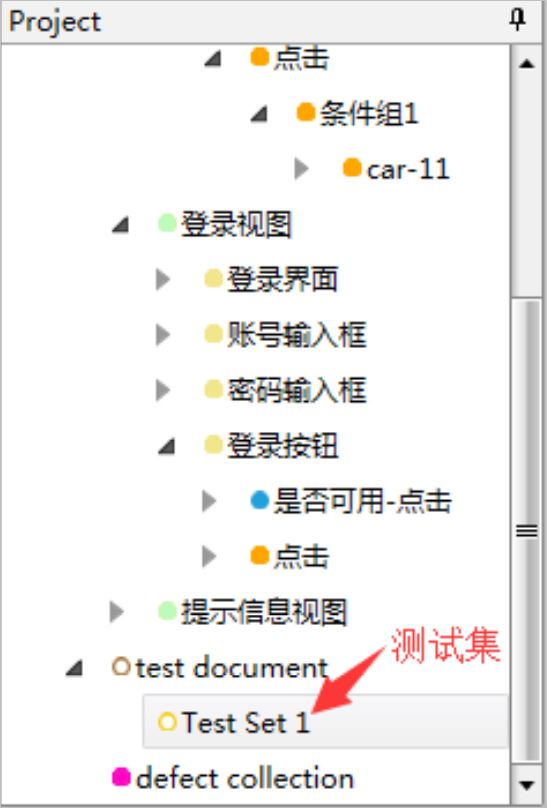 Project
点击
条件组1
car-11
登录视图
登录界面
账号输入框
密码输入框
登录按钮
是否可用-点击
点击
提示信息视图
测试集
test document
Test Set 1
defect collection